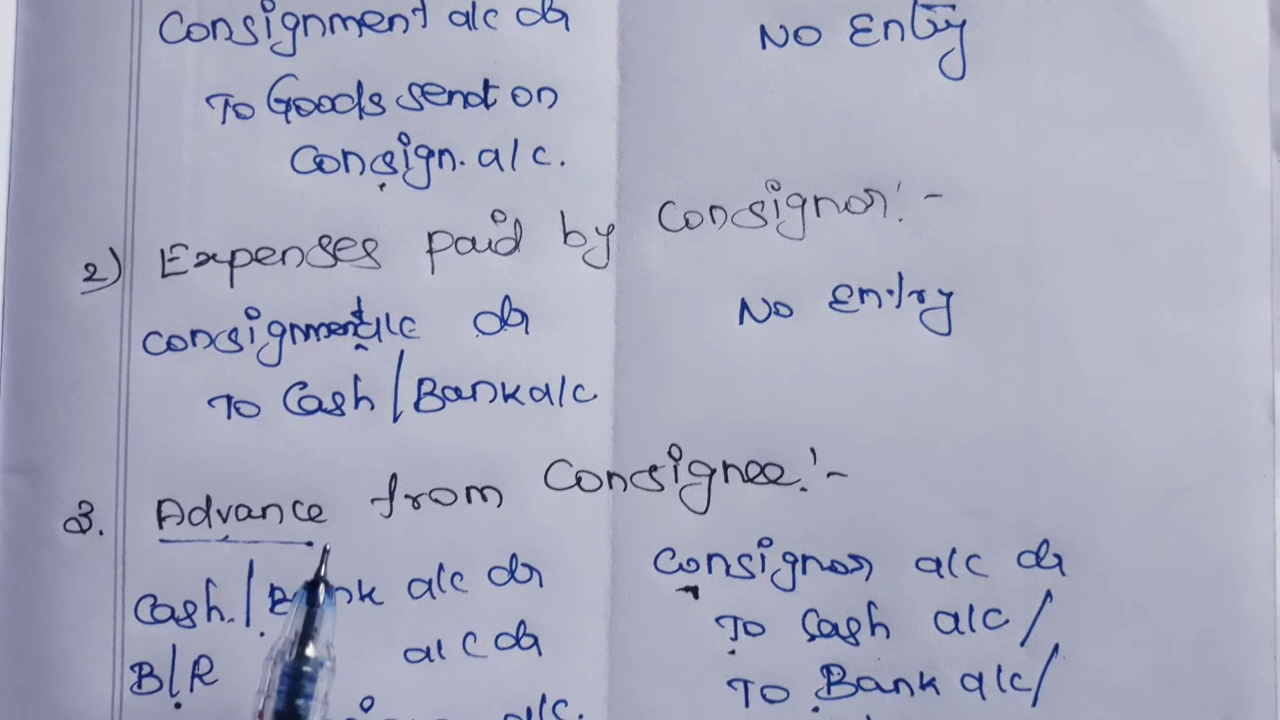 Consignment a/c dr
No Entry
To Goods send on
Consign. a/c.
2) Expenses paid by Consignor:-
consignment a/c dr
No entry
To Cash / Bank a/c
3. Advance from Consignee:-
Cash / Bank a/c dr
Consignor a/c dr
B/R a/c dr
To Cash a/c /
To Bank a/c /
a/c.